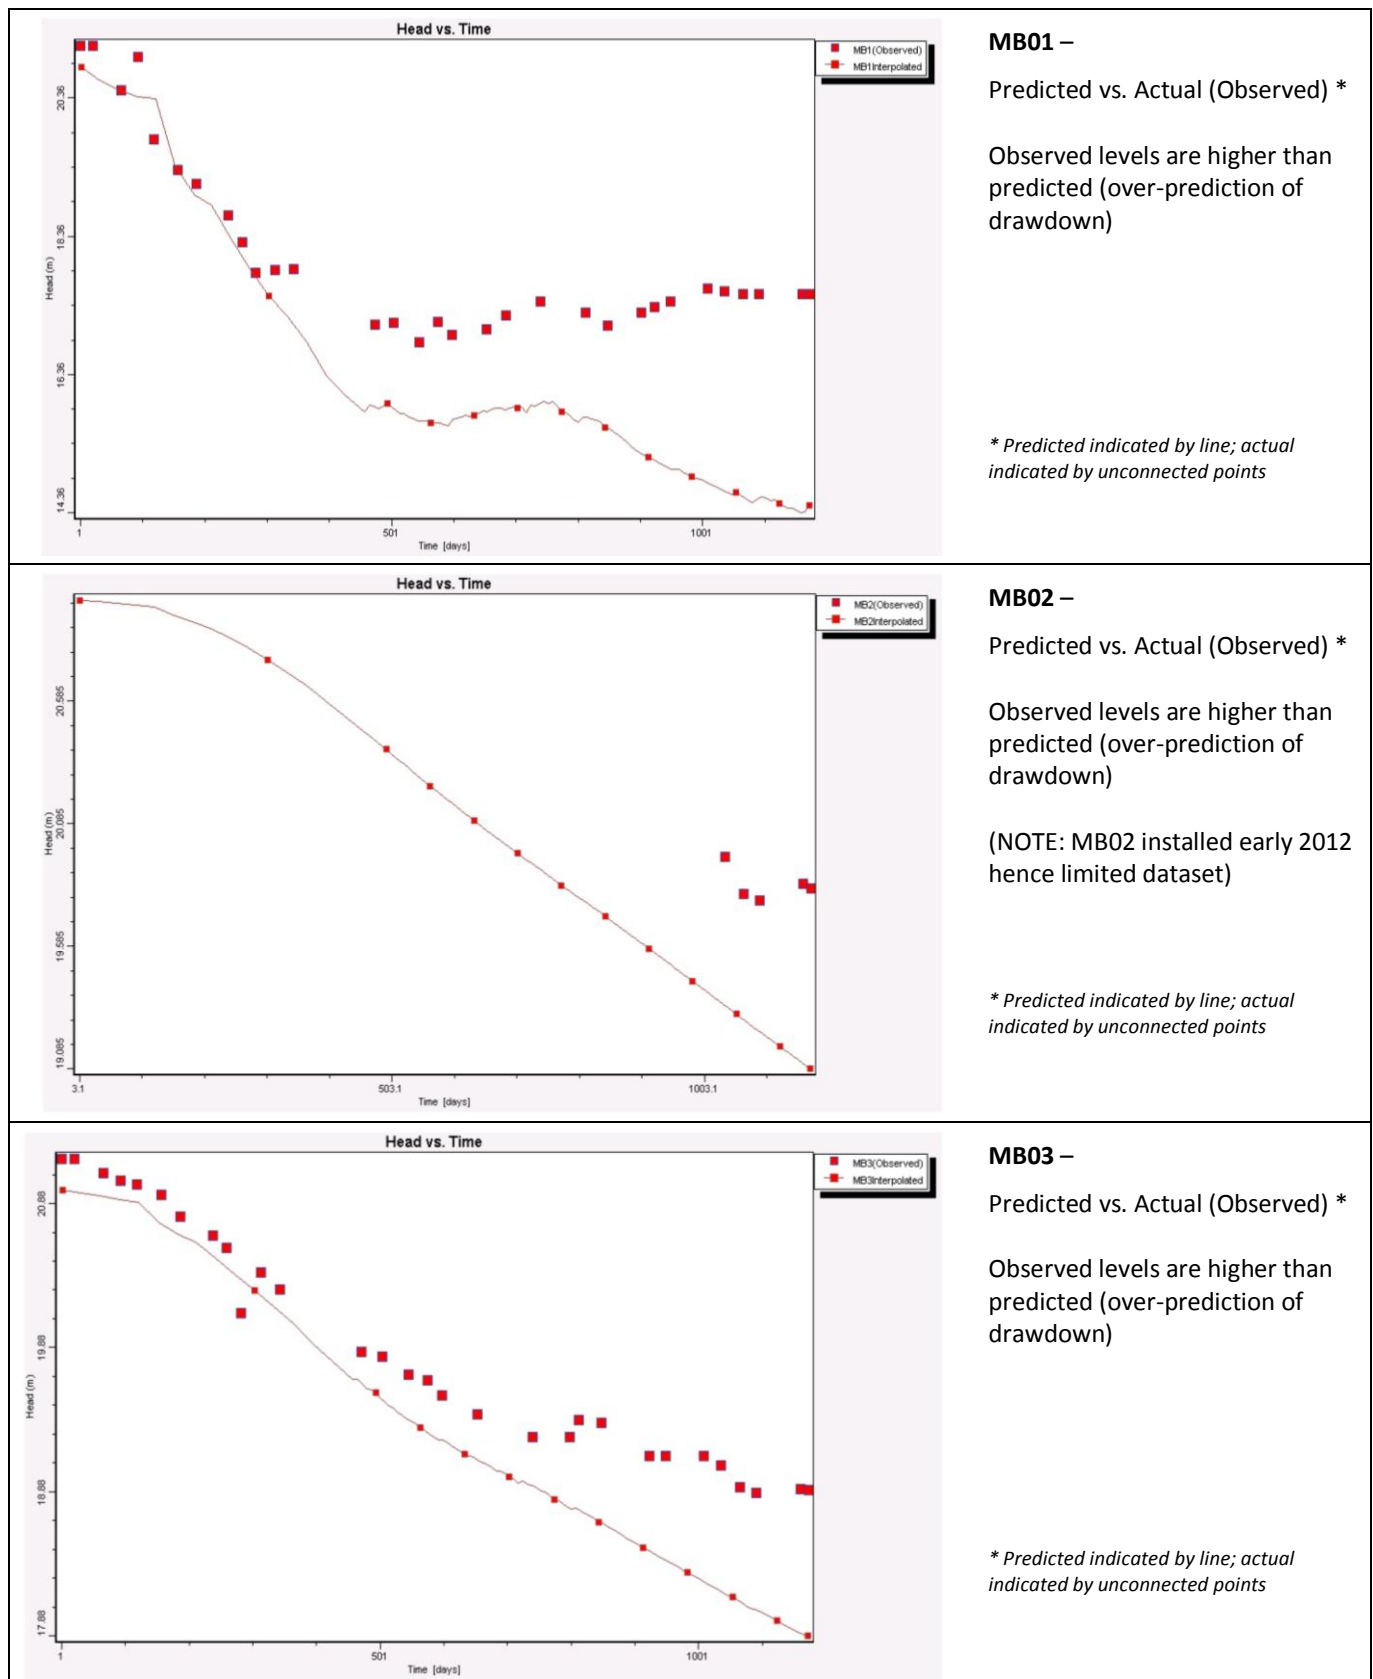 Head vs. Time
MB1(Observed)
MB1Interpolated
20.36
18.36
16.36
14.36
Head (m)
1
501
1001
Time [days]
MB01 –
Predicted vs. Actual (Observed) *
Observed levels are higher than
predicted (over-prediction of
drawdown)
* Predicted indicated by line; actual
indicated by unconnected points
Head vs. Time
MB2(Observed)
MB2Interpolated
20.585
20.085
19.585
19.085
Head (m)
3.1
503.1
1003.1
Time [days]
MB02 –
Predicted vs. Actual (Observed) *
Observed levels are higher than
predicted (over-prediction of
drawdown)
(NOTE: MB02 installed early 2012
hence limited dataset)
* Predicted indicated by line; actual
indicated by unconnected points
Head vs. Time
MB3(Observed)
MB3Interpolated
20.88
19.88
18.88
17.88
Head (m)
1
501
1001
Time [days]
MB03 –
Predicted vs. Actual (Observed) *
Observed levels are higher than
predicted (over-prediction of
drawdown)
* Predicted indicated by line; actual
indicated by unconnected points